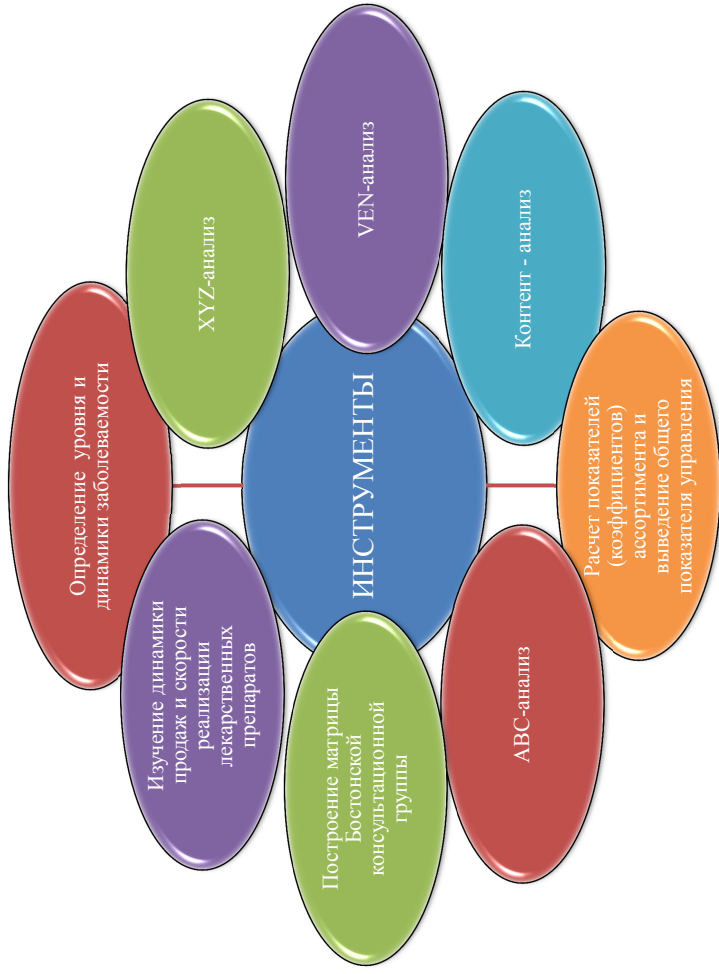 Определение уровня и
динамики заболеваемости
XYZ-анализ
VEN-анализ
Контент - анализ
Расчет показателей
(коэффициентов)
ассортимента и
выведение общего
показателя управления
ABC-анализ
Построение матрицы
Бостонской
консультационной
группы
Изучение динамики
продаж и скорости
реализации
лекарственных
препаратов
ИНСТРУМЕНТЫ